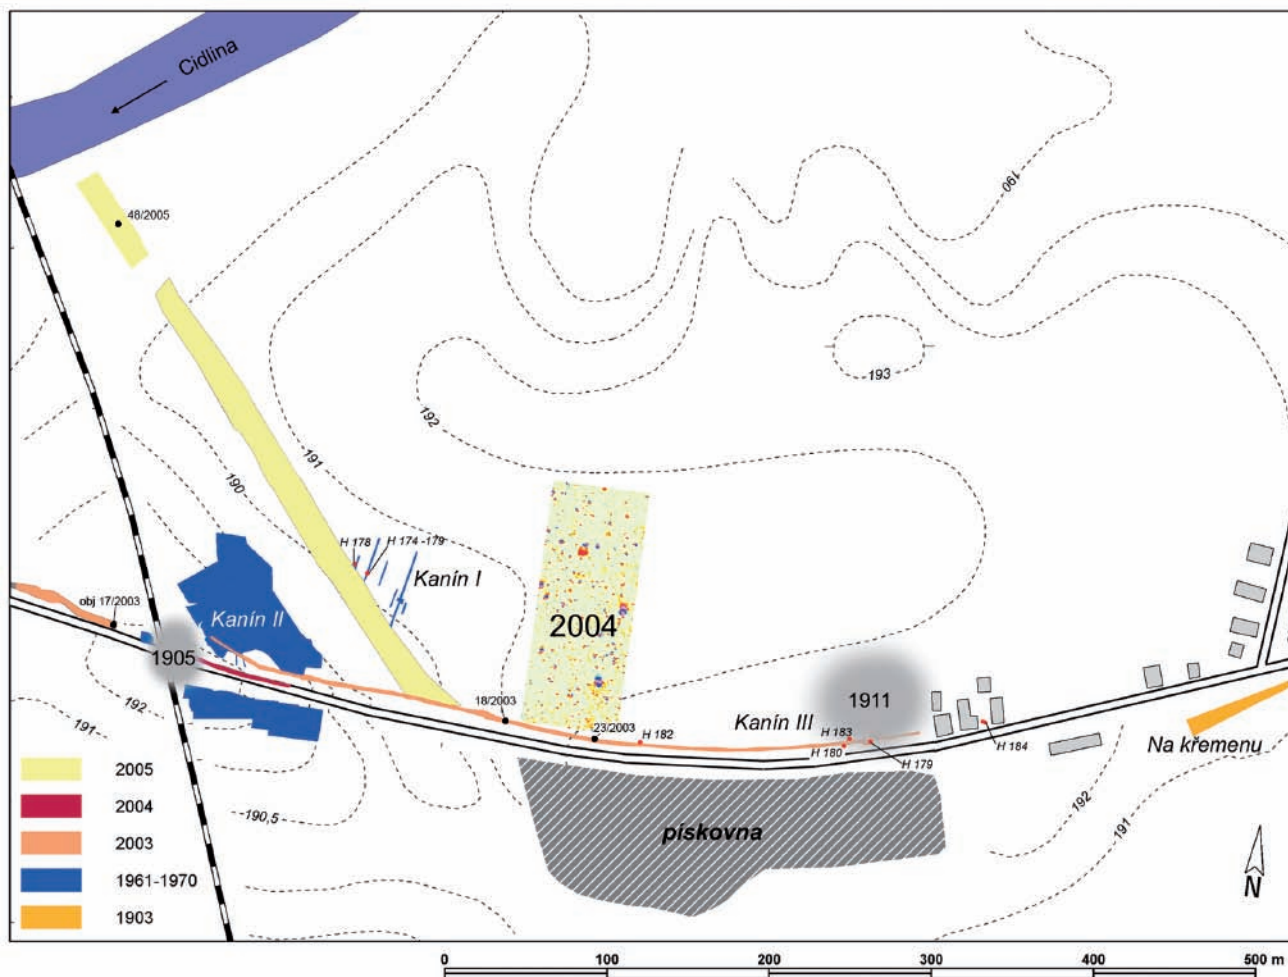 Cidlina
190
48/2005
193
192
191
190
H 178
H 174 -179
Kanín I
obj 17/2003
Kanín II
2004
1905
18/2003
Kanín III
1911
23/2003
H 182
H 183
H 180
H 179
H 184
Na křemenu
192
191
190,5
pískovna
192
191
2005
2004
2003
1961-1970
1903
N
0 100 200 300 400 500 m